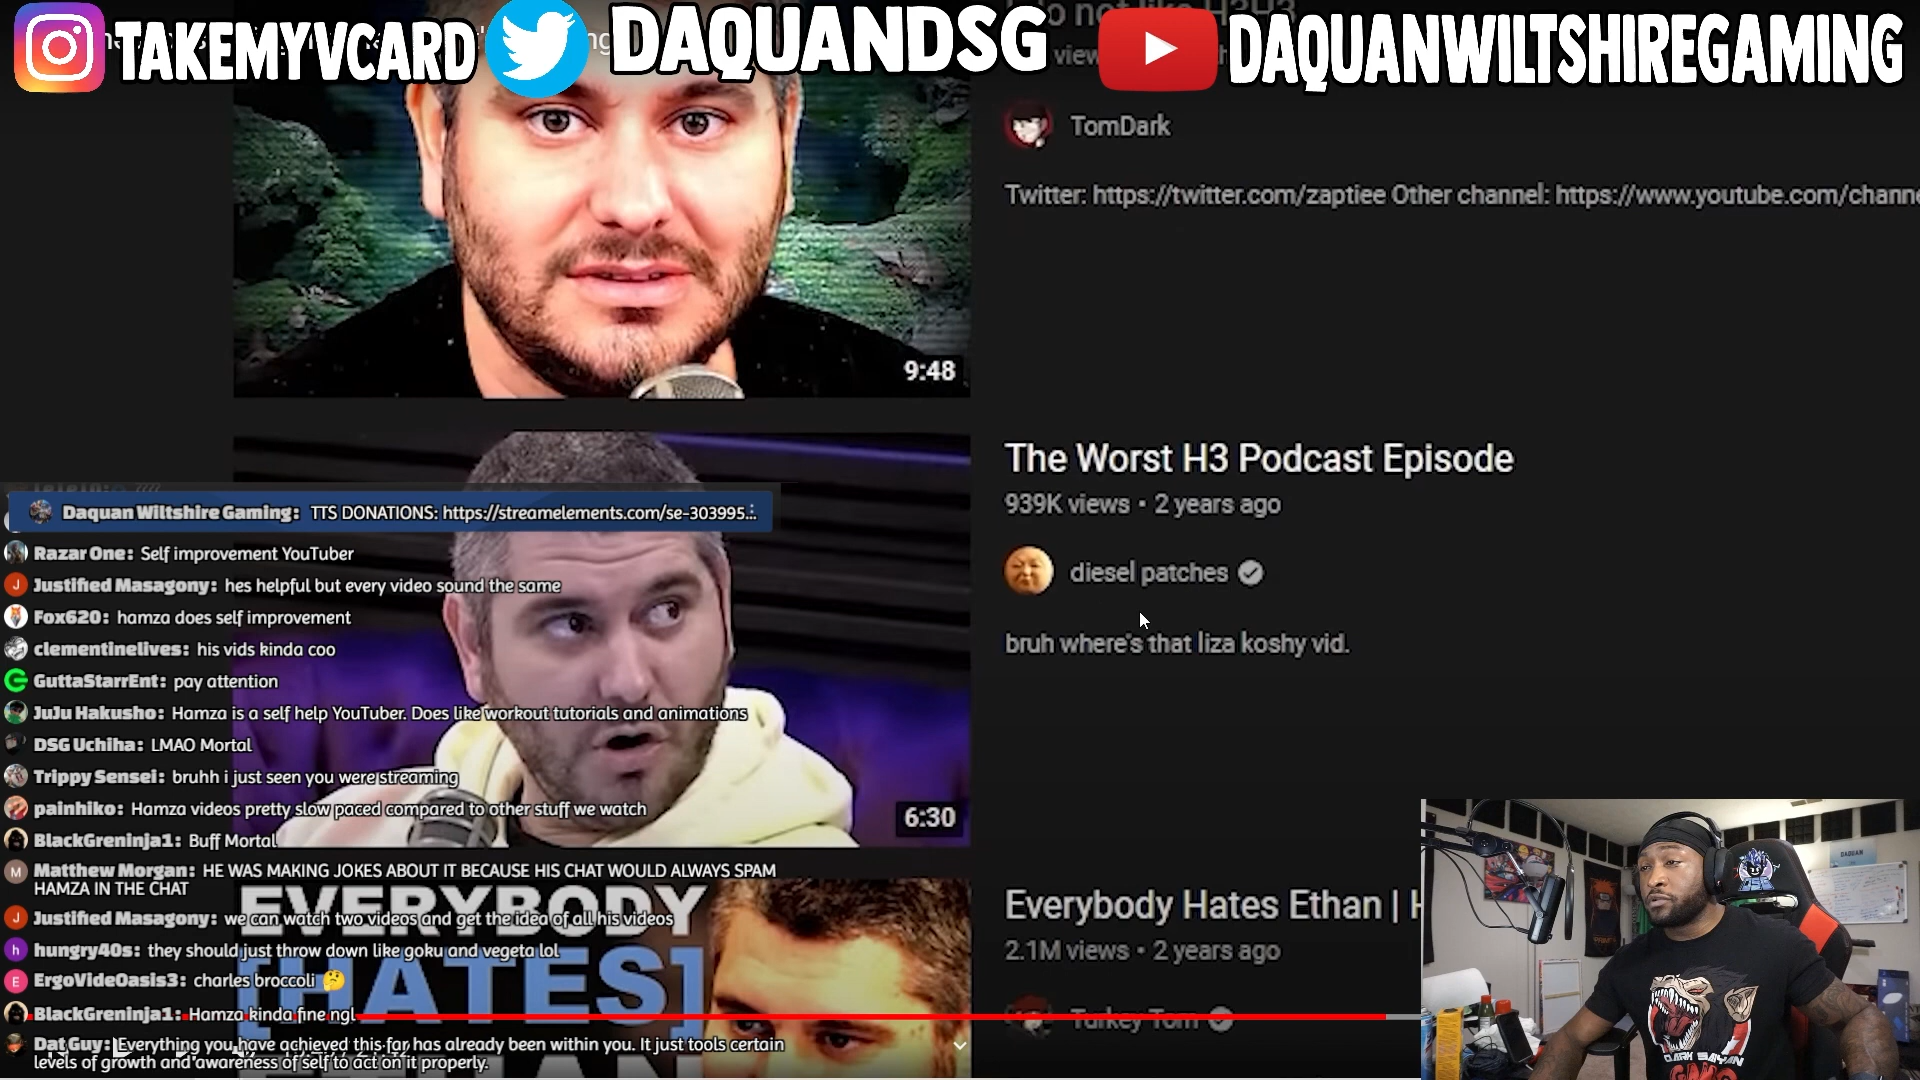 TAKEMYVCARD
DAQUANDSG
DAQUANWILTSHIREGAMING
TomDark
Twitter: https://twitter.com/zaptiee Other channel: https://www.youtube.com/channe
9:48
The Worst H3 Podcast Episode
939K views • 2 years ago
diesel patches
bruh where's that liza koshy vid.
6:30
Daquan Wiltshire Gaming: TTS DONATIONS: https://streamelements.com/se-303995...
Razar One: Self improvement YouTuber
Justified Masagony: hes helpful but every video sound the same
Fox620: hamza does self improvement
clementinelives: his vids kinda coo
GuttaStarrEnt: pay attention
JuJu Hakusho: Hamza is a self help YouTuber. Does like workout tutorials and animations
DSG Uchiha: LMAO Mortal
Trippy Sensei: bruhh i just seen you were streaming
painhiko: Hamza videos pretty slow paced compared to other stuff we watch
BlackGreninja1: Buff Mortal
Matthew Morgan: HE WAS MAKING JOKES ABOUT IT BECAUSE HIS CHAT WOULD ALWAYS SPAM
HAMZA IN THE CHAT
Justified Masagony: we can watch two videos and get the idea of all his videos
hungry40s: they should just throw down like goku and vegeta lol
ErgoVideOasis3: charles broccoli 🤔
BlackGreninja1: Hamza kinda fine ngl
Dat Guy: Everything you have achieved this far has already been within you. It just tools certain
levels of growth and awareness of self to act on it properly.
EVERYBODY
[HATES]
Everybody Hates Ethan | H
2.1M views • 2 years ago
Turkey Tom